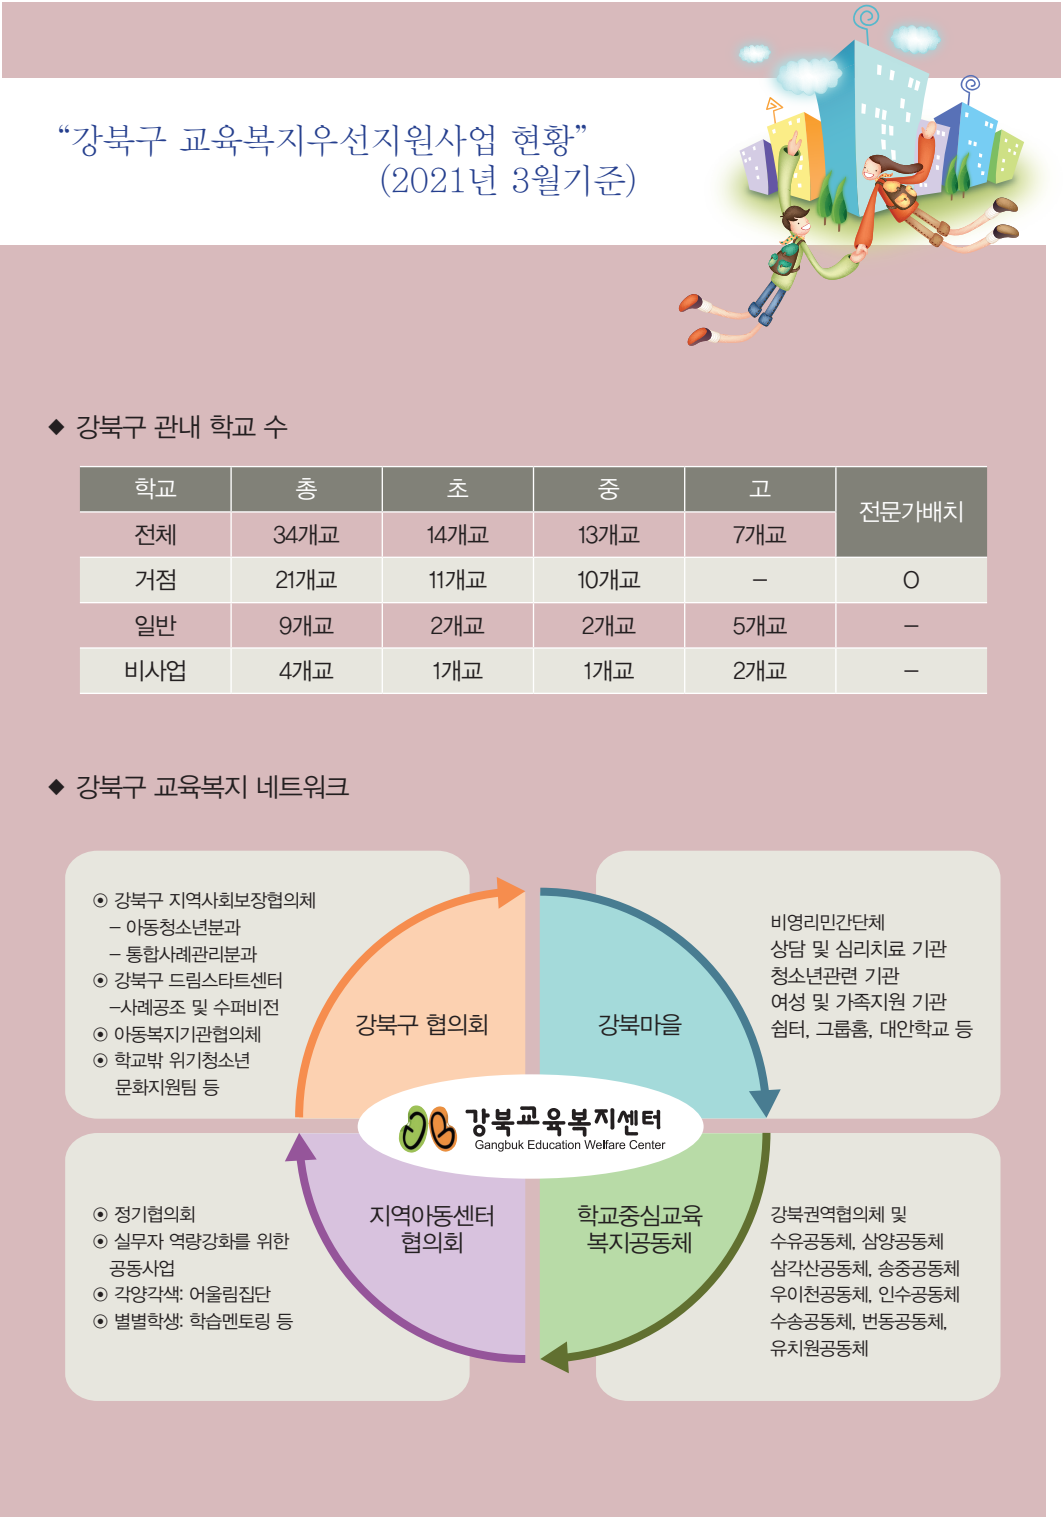 “강북구 교육복지우선지원사업 현황”
(2021년 3월기준)
◆ 강북구 관내 학교 수
학교 총 초 중 고 전문가배치
전체 34개교 14개교 13개교 7개교
거점 21개교 11개교 10개교 – O
일반 9개교 2개교 2개교 5개교 –
비사업 4개교 1개교 1개교 2개교 –
◆ 강북구 교육복지 네트워크
⊙ 강북구 지역사회보장협의체
– 아동청소년분과
– 통합사례관리분과
⊙ 강북구 드림스타트센터
–사례공조 및 수퍼비전
⊙ 아동복지기관협의체
⊙ 학교밖 위기청소년
문화지원팀 등
강북구 협의회
강북마을
비영리민간단체
상담 및 심리치료 기관
청소년관련 기관
여성 및 가족지원 기관
쉼터, 그룹홈, 대안학교 등
강북교육복지센터
Gangbuk Education Welfare Center
⊙ 정기협의회
⊙ 실무자 역량강화를 위한
공동사업
⊙ 각양각색: 어울림집단
⊙ 별별학생: 학습멘토링 등
지역아동센터
협의회
학교중심교육
복지공동체
강북권역협의체 및
수유공동체, 삼양공동체
삼각산공동체, 송중공동체
우이천공동체, 인수공동체
수송공동체, 번동공동체,
유치원공동체